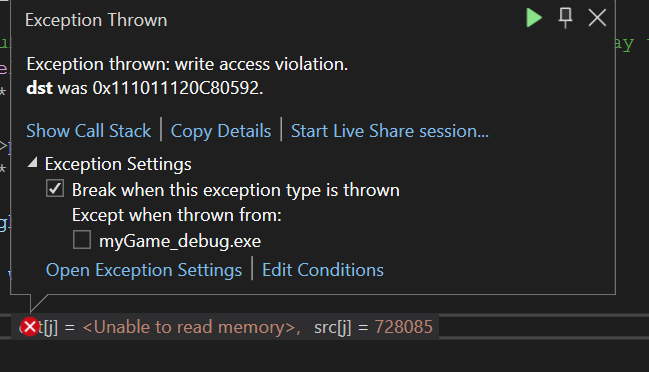 Exception Thrown
ay
Exception thrown: write access violation.
dst was 0x111011120C80592.
Show Call Stack | Copy Details | Start Live Share session...
Exception Settings
Break when this exception type is thrown
Except when thrown from:
myGame_debug.exe
Open Exception Settings | Edit Conditions
t[j] = <Unable to read memory>, src[j] = 728085